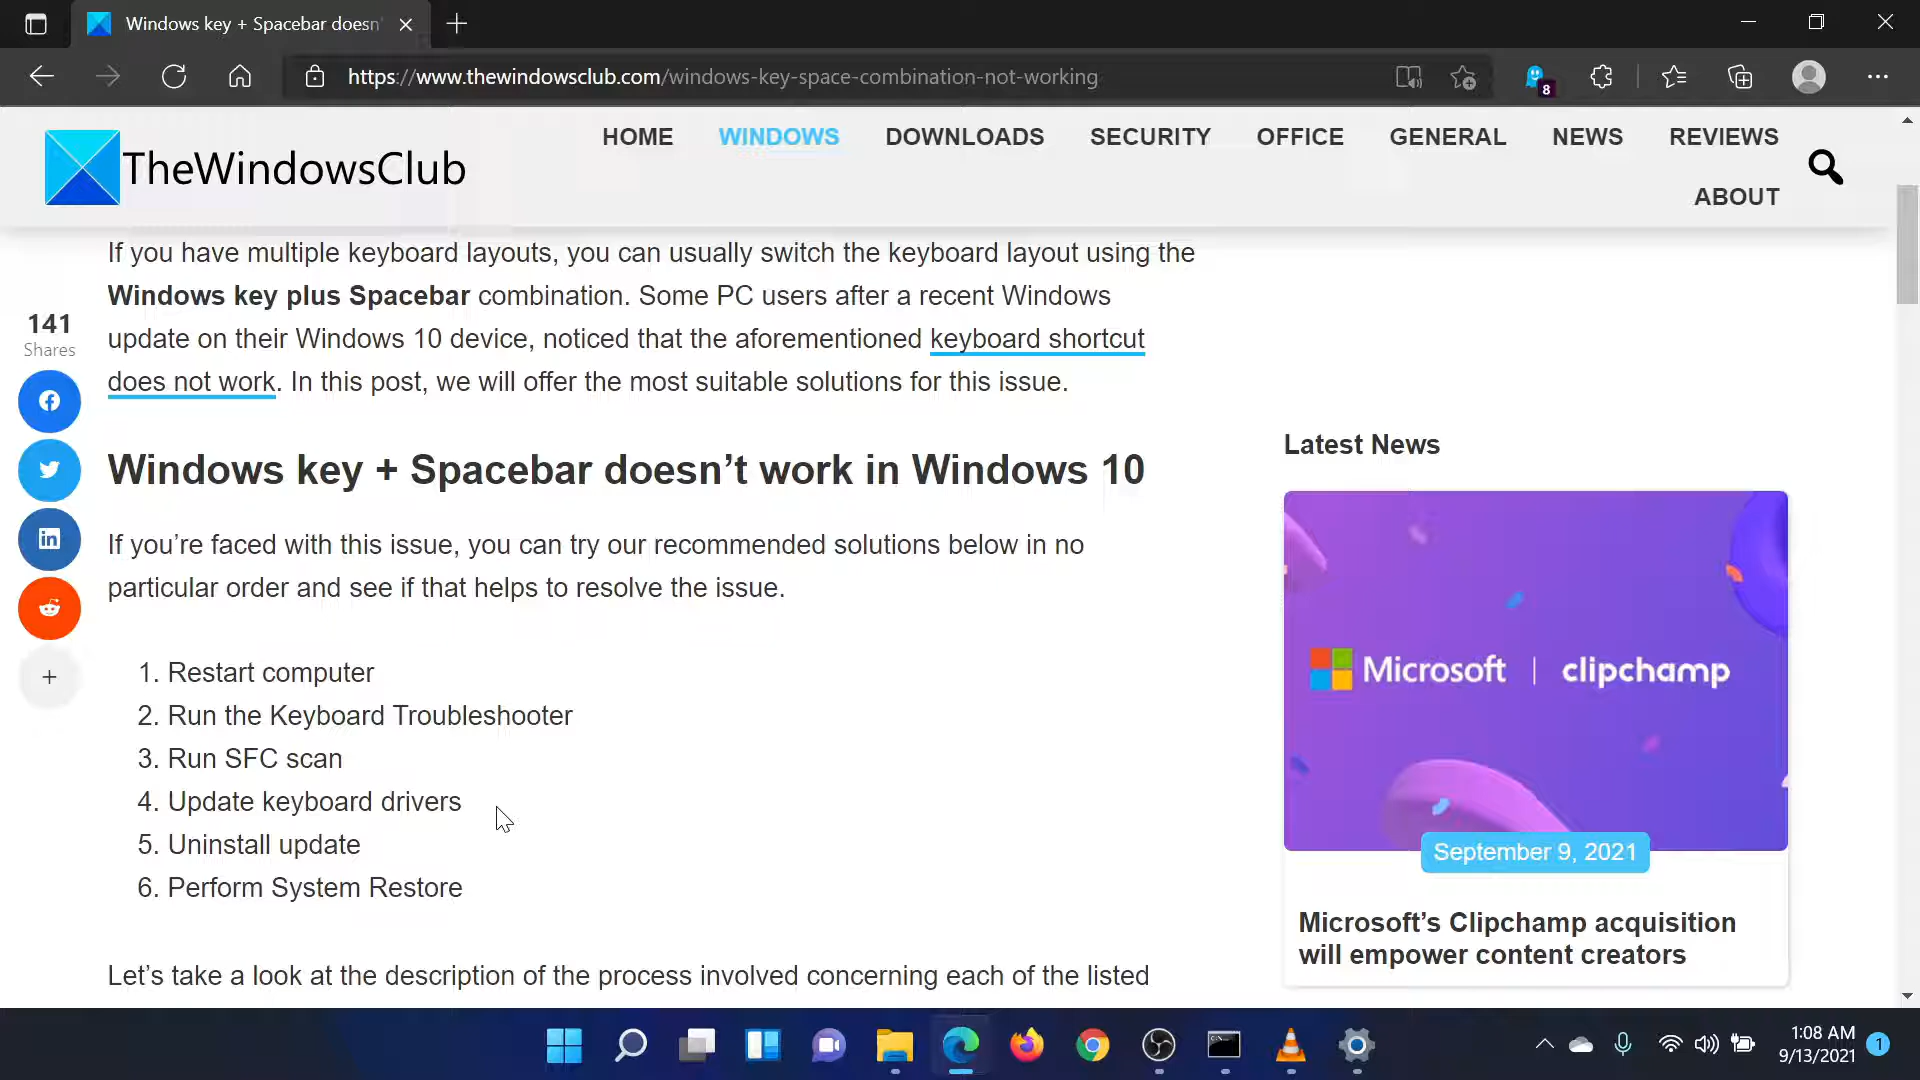 Windows key + Spacebar doesn'
https://www.thewindowsclub.com/windows-key-space-combination-not-working
8
TheWindowsClub
HOME WINDOWS DOWNLOADS SECURITY OFFICE GENERAL NEWS REVIEWS
ABOUT
If you have multiple keyboard layouts, you can usually switch the keyboard layout using the
Windows key plus Spacebar combination. Some PC users after a recent Windows
update on their Windows 10 device, noticed that the aforementioned keyboard shortcut
does not work. In this post, we will offer the most suitable solutions for this issue.
141
Shares
Windows key + Spacebar doesn’t work in Windows 10
If you’re faced with this issue, you can try our recommended solutions below in no
particular order and see if that helps to resolve the issue.
1. Restart computer
2. Run the Keyboard Troubleshooter
3. Run SFC scan
4. Update keyboard drivers
5. Uninstall update
6. Perform System Restore
Let’s take a look at the description of the process involved concerning each of the listed
Latest News
Microsoft | clipchamp
September 9, 2021
Microsoft’s Clipchamp acquisition
will empower content creators
1:08 AM
9/13/2021
1